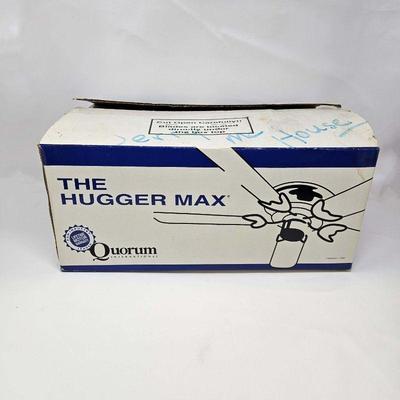 Cut Open Carefully!!
Blades are located
directly under
the box top
House
THE
HUGGER MAX
Quorum
INTERNATIONAL